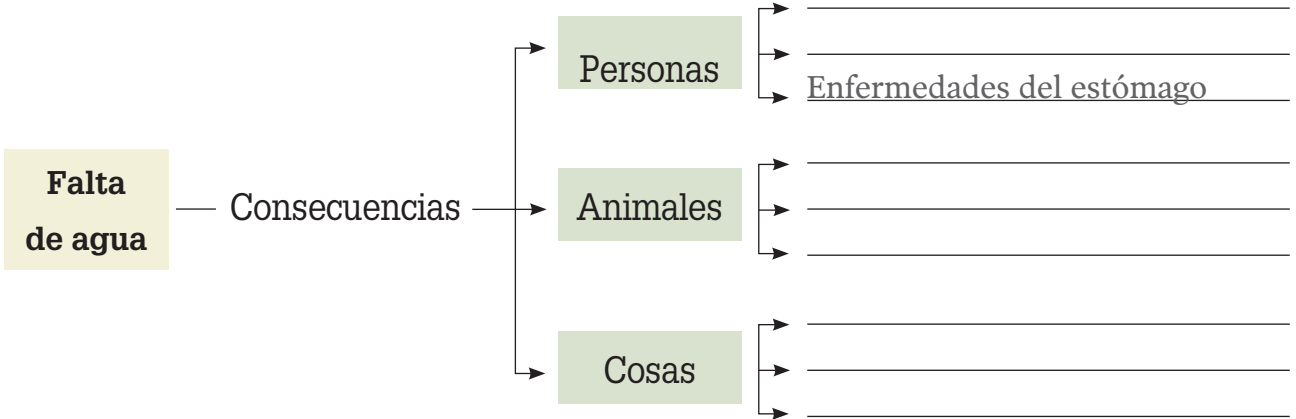 Falta
de agua
Consecuencias
Personas
Enfermedades del estómago
Animales
Cosas